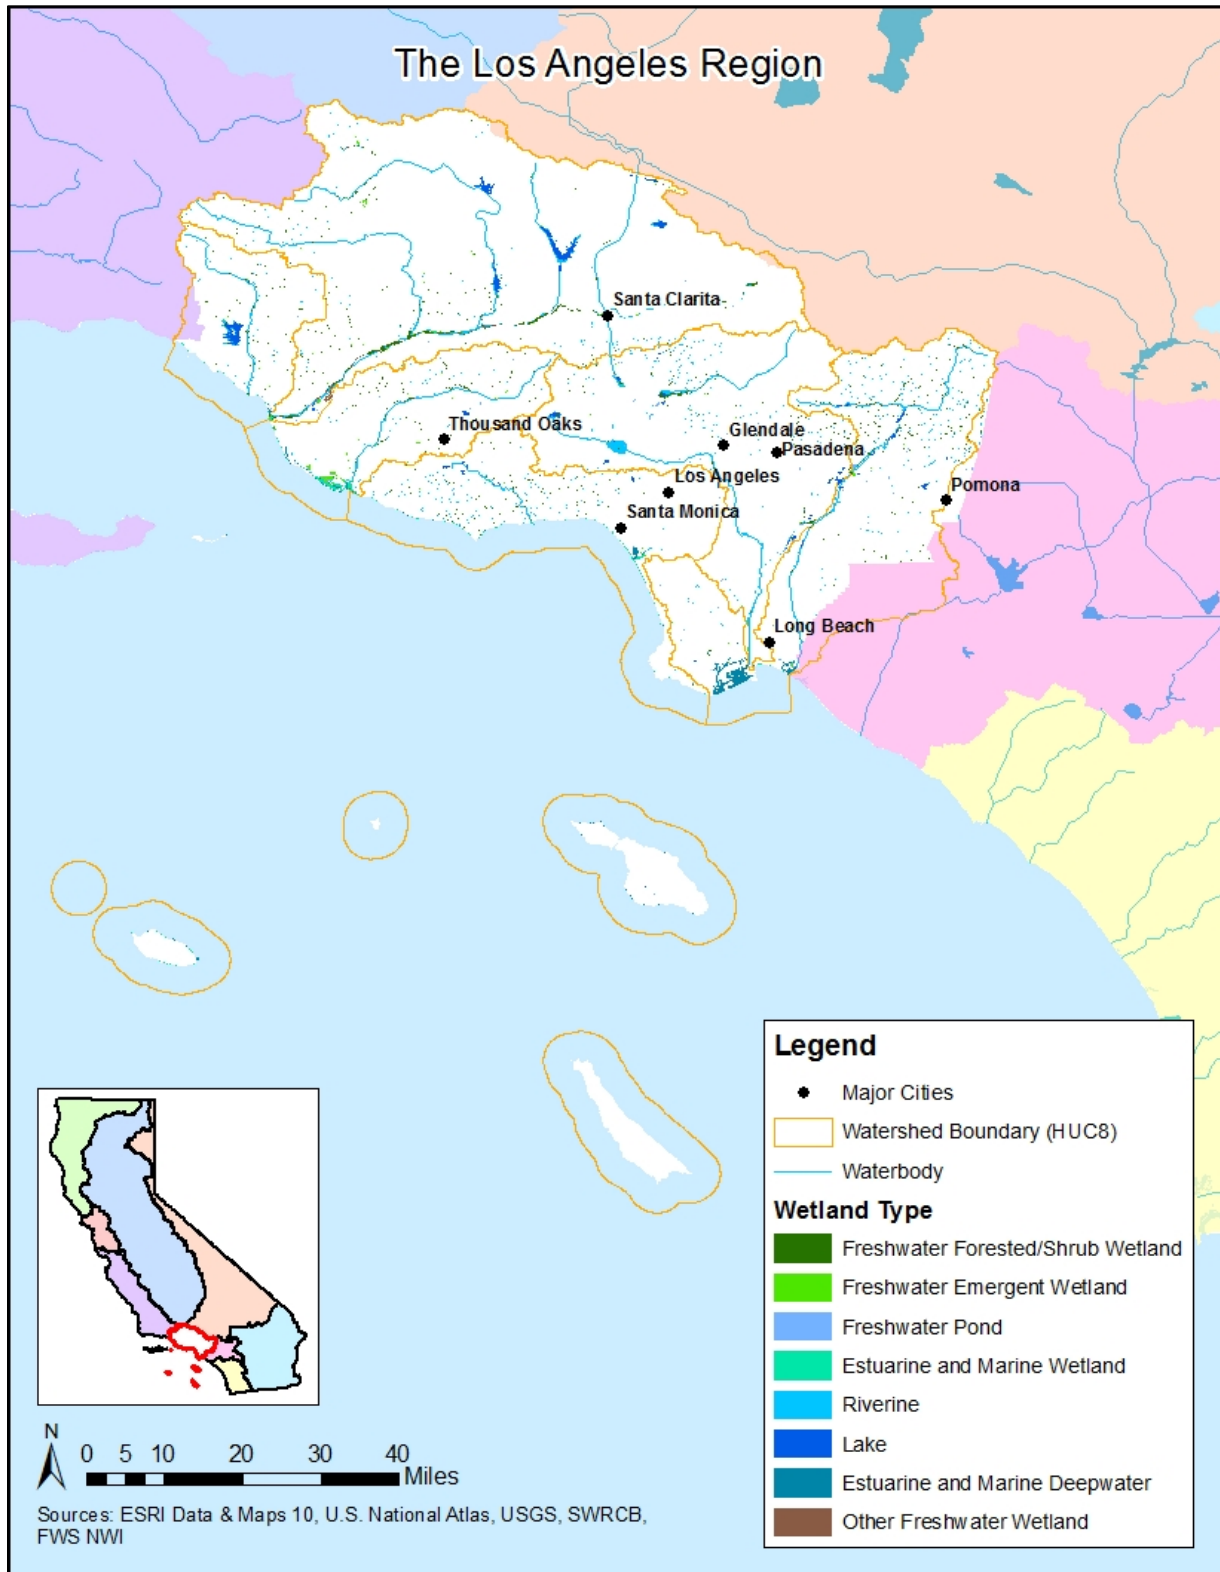 The Los Angeles Region
Santa Clarita
Thousand Oaks
Glendale
Pasadena
Los Angeles
Pomona
Santa Monica
Long Beach
Legend
Major Cities
Watershed Boundary (HUC8)
Waterbody
Wetland Type
Freshwater Forested/Shrub Wetland
Freshwater Emergent Wetland
Freshwater Pond
Estuarine and Marine Wetland
Riverine
Lake
Estuarine and Marine Deepwater
Other Freshwater Wetland
N
0 5 10 20 30 40
Miles
Sources: ESRI Data & Maps 10, U.S. National Atlas, USGS, SWRCB,
FWS NWI